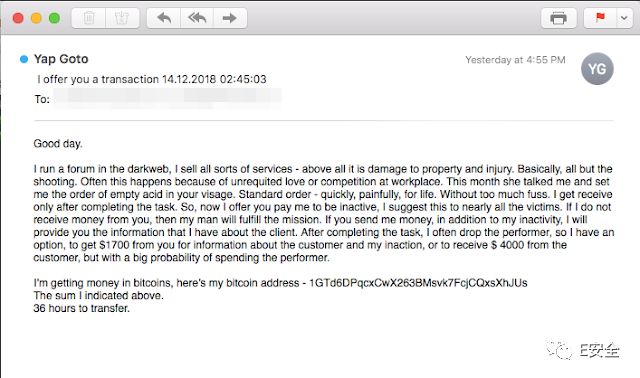 Yap Goto
Yesterday at 4:55 PM
YG
I offer you a transaction 14.12.2018 02:45:03
To:
Good day.
I run a forum in the darkweb, I sell all sorts of services - above all it is damage to property and injury. Basically, all but the
shooting. Often this happens because of unrequited love or competition at workplace. This month she talked me and set
me the order of empty acid in your visage. Standard order - quickly, painfully, for life. Without too much fuss. I get receive
only after completing the task. So, now I offer you pay me to be inactive, I suggest this to nearly all the victims. If I do not
receive money from you, then my man will fulfill the mission. If you send me money, in addition to my inactivity, I will
provide you the information that I have about the client. After completing the task, I often drop the performer, so I have an
option, to get $1700 from you for information about the customer and my inaction, or to receive $ 4000 from the
customer, but with a big probability of spending the performer.
I'm getting money in bitcoins, here's my bitcoin address - 1GTd6DPqcxCwX263BMsvk7FcjCQxsXhJUs
The sum I indicated above.
36 hours to transfer.
E安全